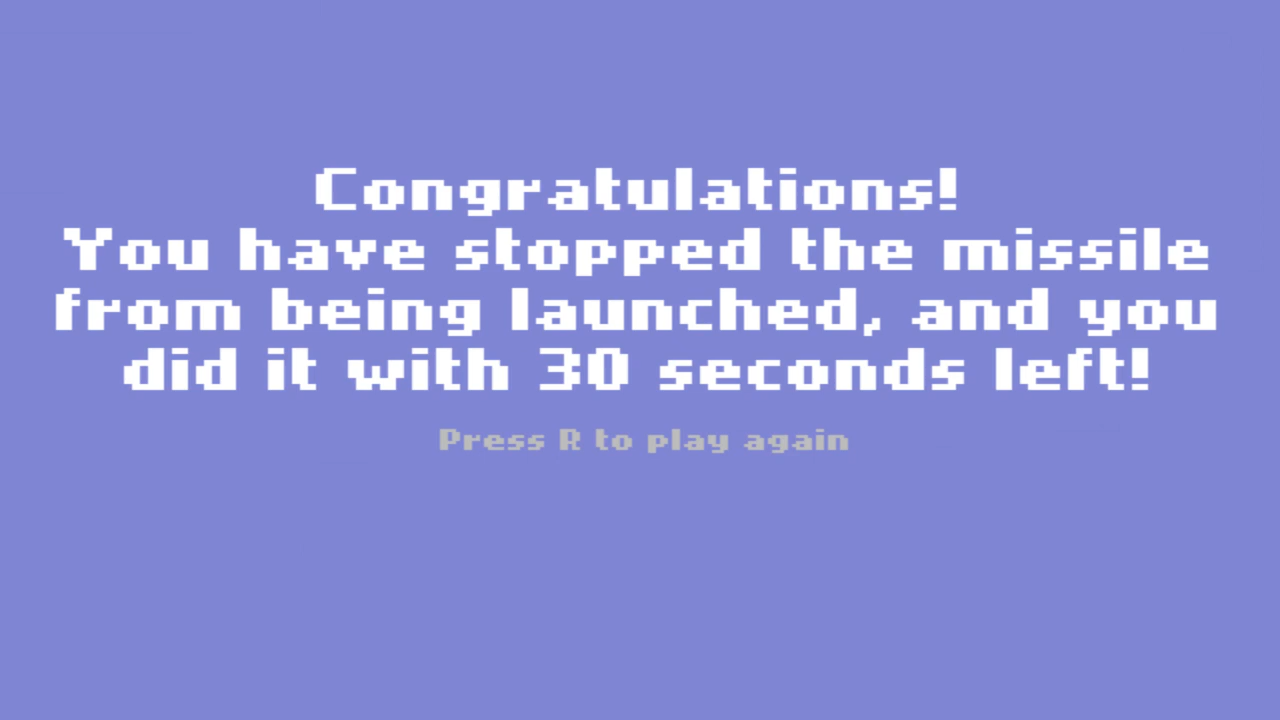 Congratulations!
You have stopped the missile
from being launched, and you
did it with 30 seconds left!
Press R to play again